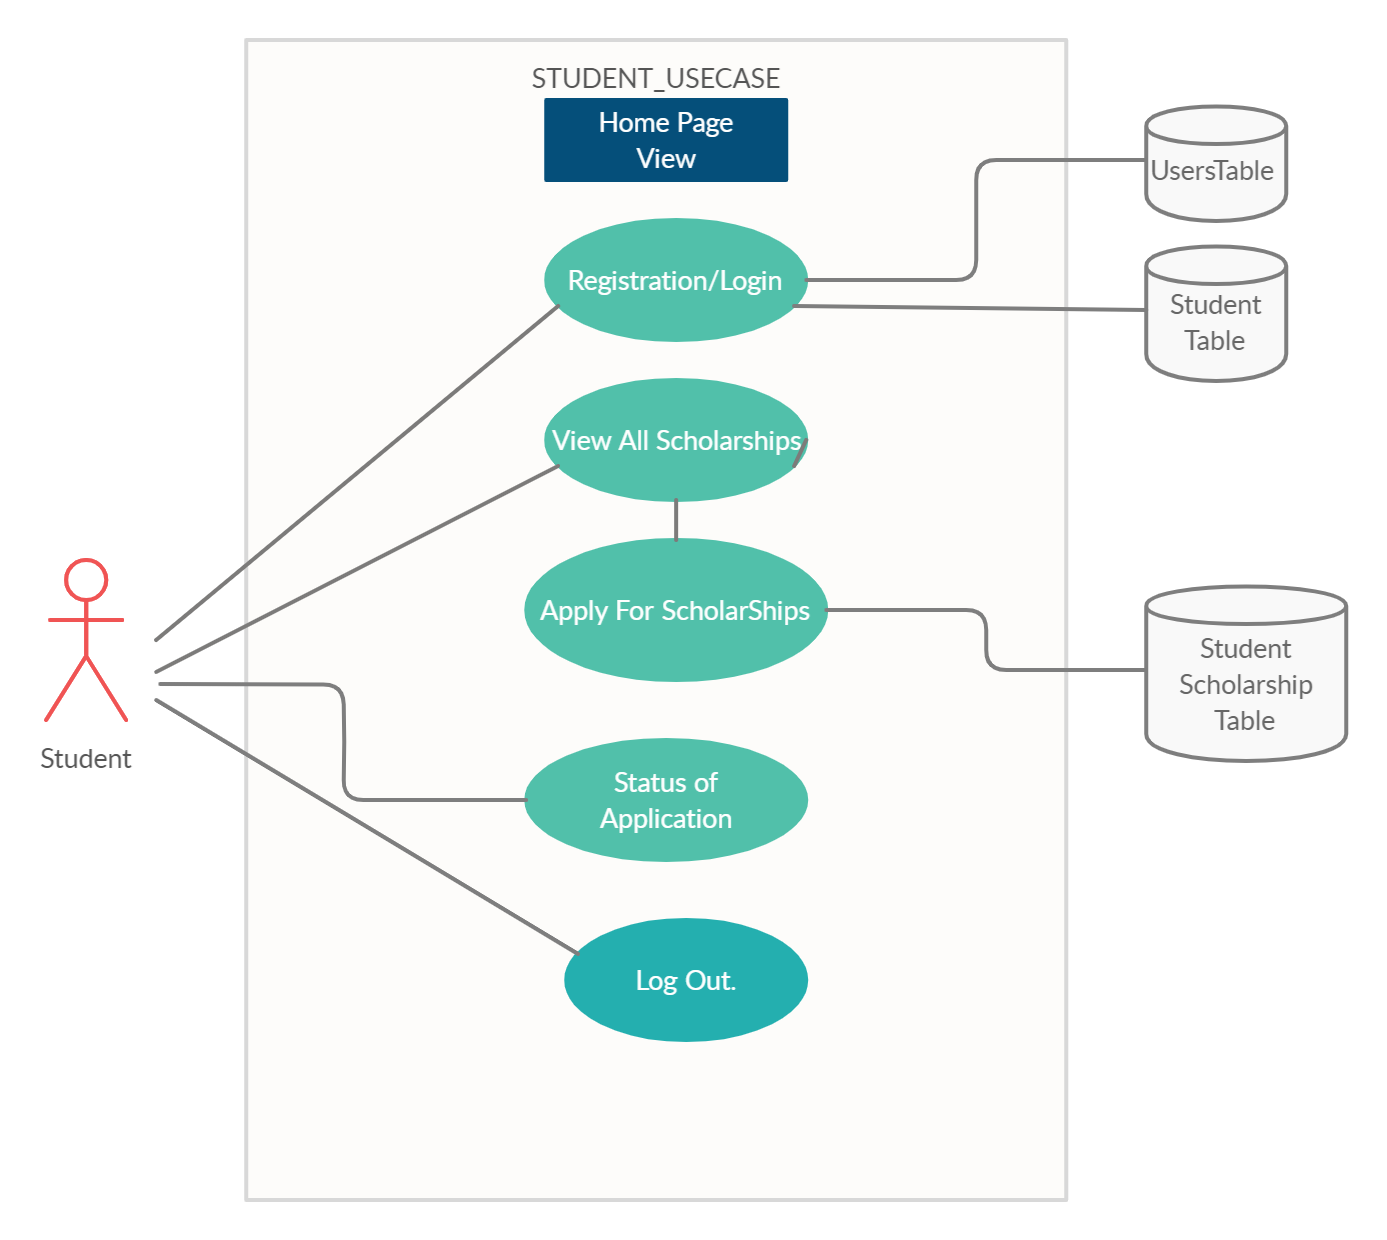 STUDENT_USECASE
Home Page
View
Registration/Login
UsersTable
Student
Table
View All Scholarships
Apply For ScholarShips
Student
Scholarship
Table
Student
Status of
Application
Log Out.